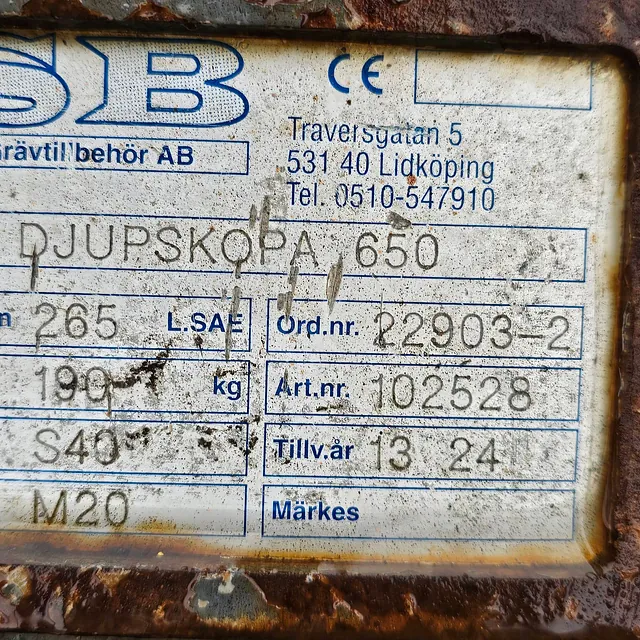 SB
CE
Grävtillbehör AB
Traversgatan 5
531 40 Lidköping
Tel. 0510-547910
DJUPSKOPA 650
265 L.SAE
Ord.nr. 22903-2
190 kg
Art.nr. 102528
S40
Tillv.år 13 24
M20
Märkes